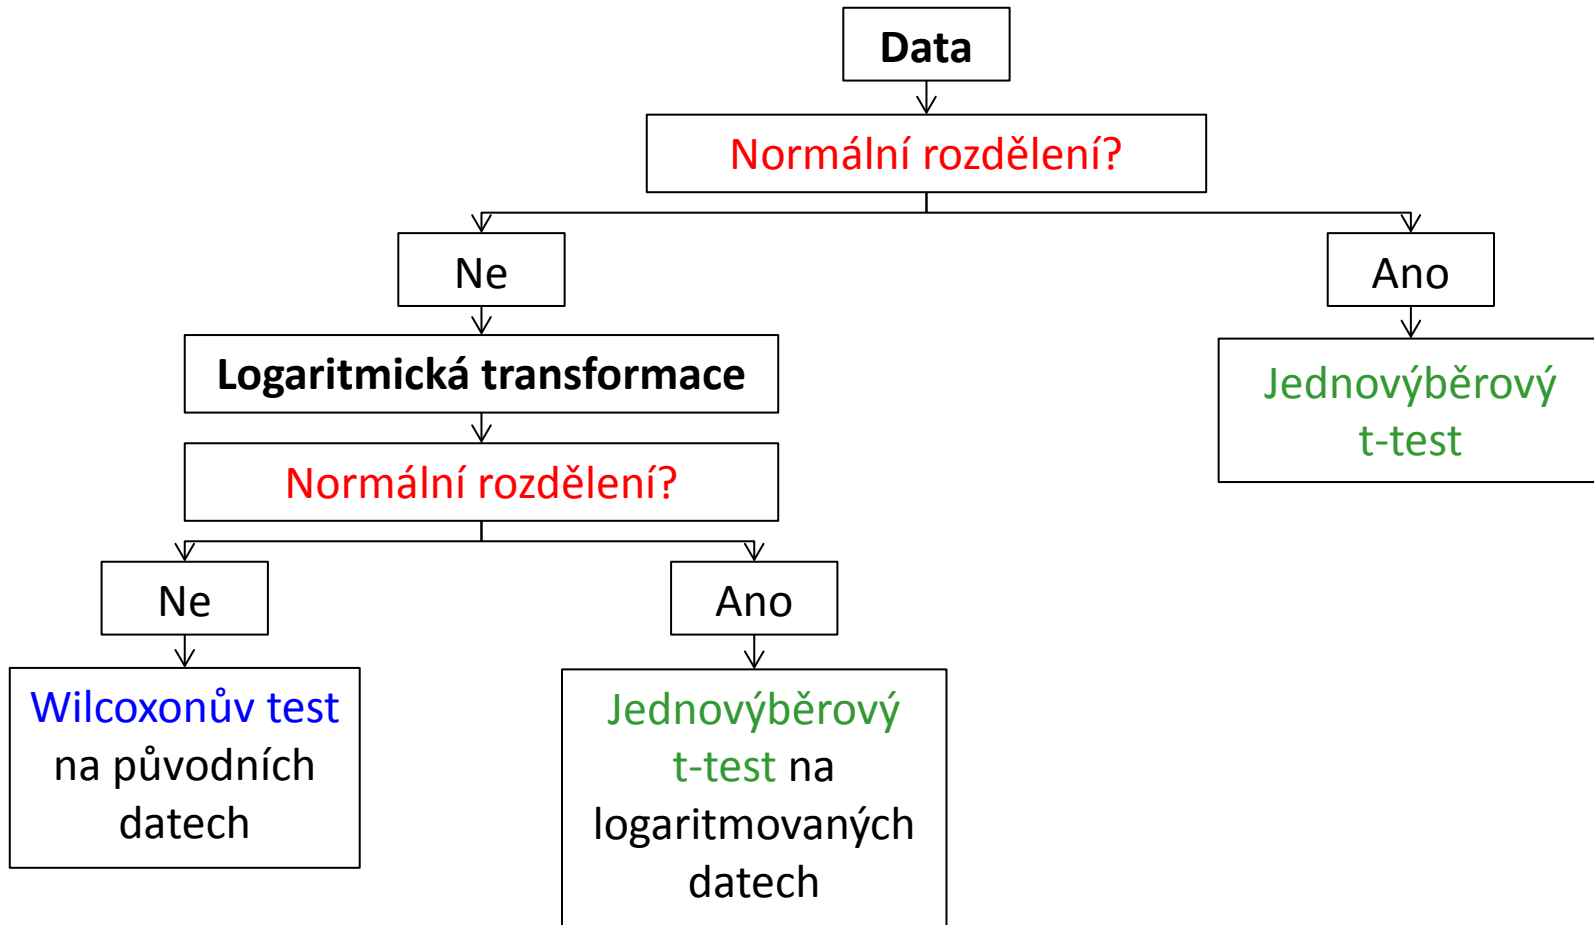 Data
Normální rozdělení?
Ne
Ano
Logaritmická transformace
Jednovýběrový
t-test
Normální rozdělení?
Ne
Ano
Wilcoxonův test
na původních
datech
Jednovýběrový
t-test na
logaritmovaných
datech